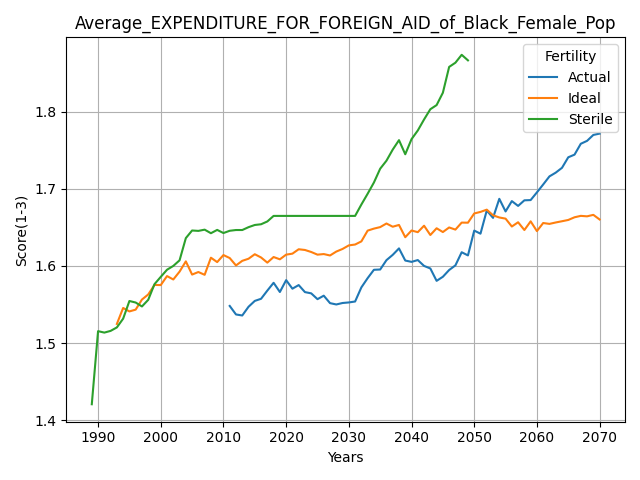 Average_EXPENDITURE_FOR_FOREIGN_AID_of_Black_Female_Pop
Fertility
Actual
Ideal
Sterile
Score(1-3)
1.8
1.7
1.6
1.5
1.4
1990 2000 2010 2020 2030 2040 2050 2060 2070
Years